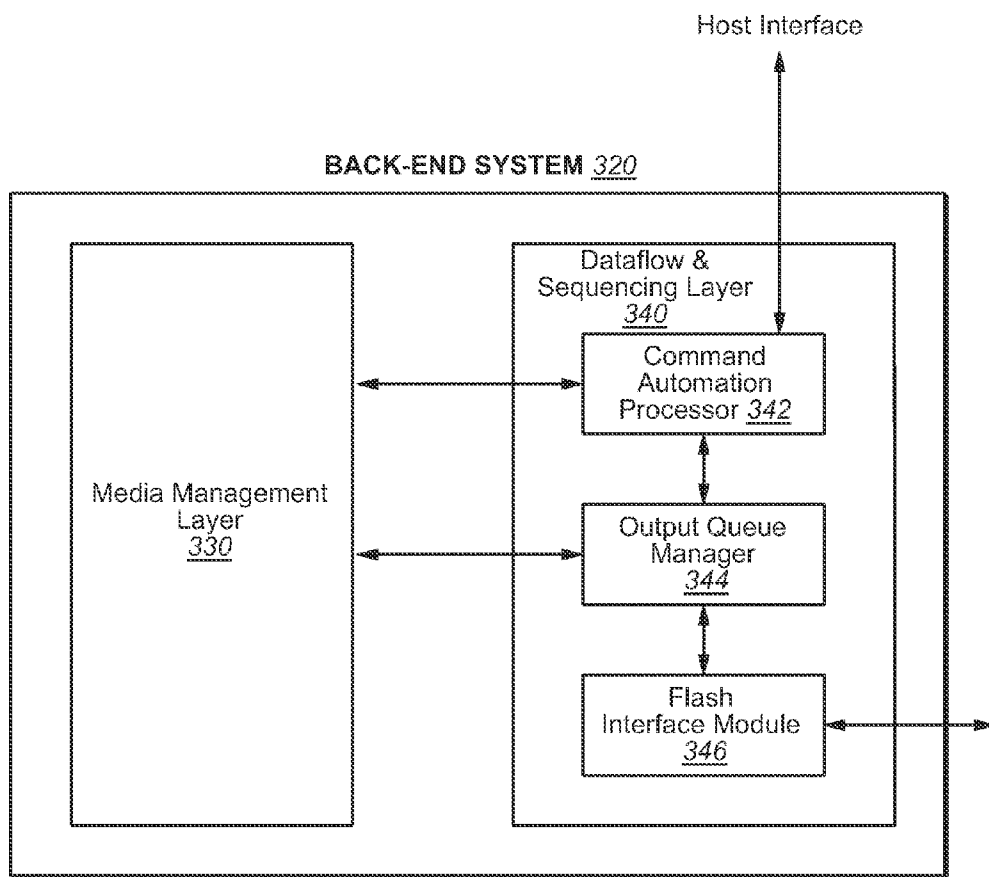 Host Interface
BACK-END SYSTEM 320
Dataflow &
Sequencing Layer
340
Command
Automation
Processor 342
Media Management
Layer
330
Output Queue
Manager
344
Flash
Interface Module
346